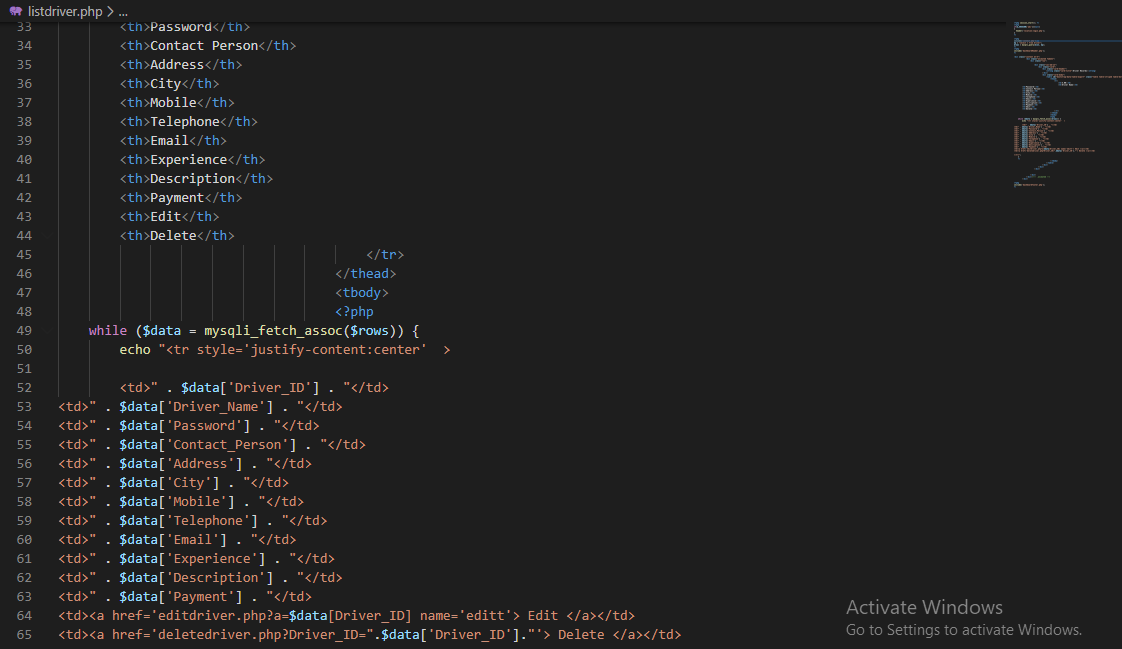 listdriver.php > ...
33 <th>Password</th>
34 <th>Contact Person</th>
35 <th>Address</th>
36 <th>City</th>
37 <th>Mobile</th>
38 <th>Telephone</th>
39 <th>Email</th>
40 <th>Experience</th>
41 <th>Description</th>
42 <th>Payment</th>
43 <th>Edit</th>
44 <th>Delete</th>
45 </tr>
46 </thead>
47 <tbody>
48 <?php
49 while ($data = mysqli_fetch_assoc($rows)) {
50 echo "<tr style='justify-content:center'  >
51
52 <td>" . $data['Driver_ID'] . "</td>
53 <td>" . $data['Driver_Name'] . "</td>
54 <td>" . $data['Password'] . "</td>
55 <td>" . $data['Contact_Person'] . "</td>
56 <td>" . $data['Address'] . "</td>
57 <td>" . $data['City'] . "</td>
58 <td>" . $data['Mobile'] . "</td>
59 <td>" . $data['Telephone'] . "</td>
60 <td>" . $data['Email'] . "</td>
61 <td>" . $data['Experience'] . "</td>
62 <td>" . $data['Description'] . "</td>
63 <td>" . $data['Payment'] . "</td>
64 <td><a href='editdriver.php?a=$data[Driver_ID] name='editt'> Edit </a></td>
65 <td><a href='deletedriver.php?Driver_ID=".$data['Driver_ID']."'> Delete </a></td>
Activate Windows
Go to Settings to activate Windows.